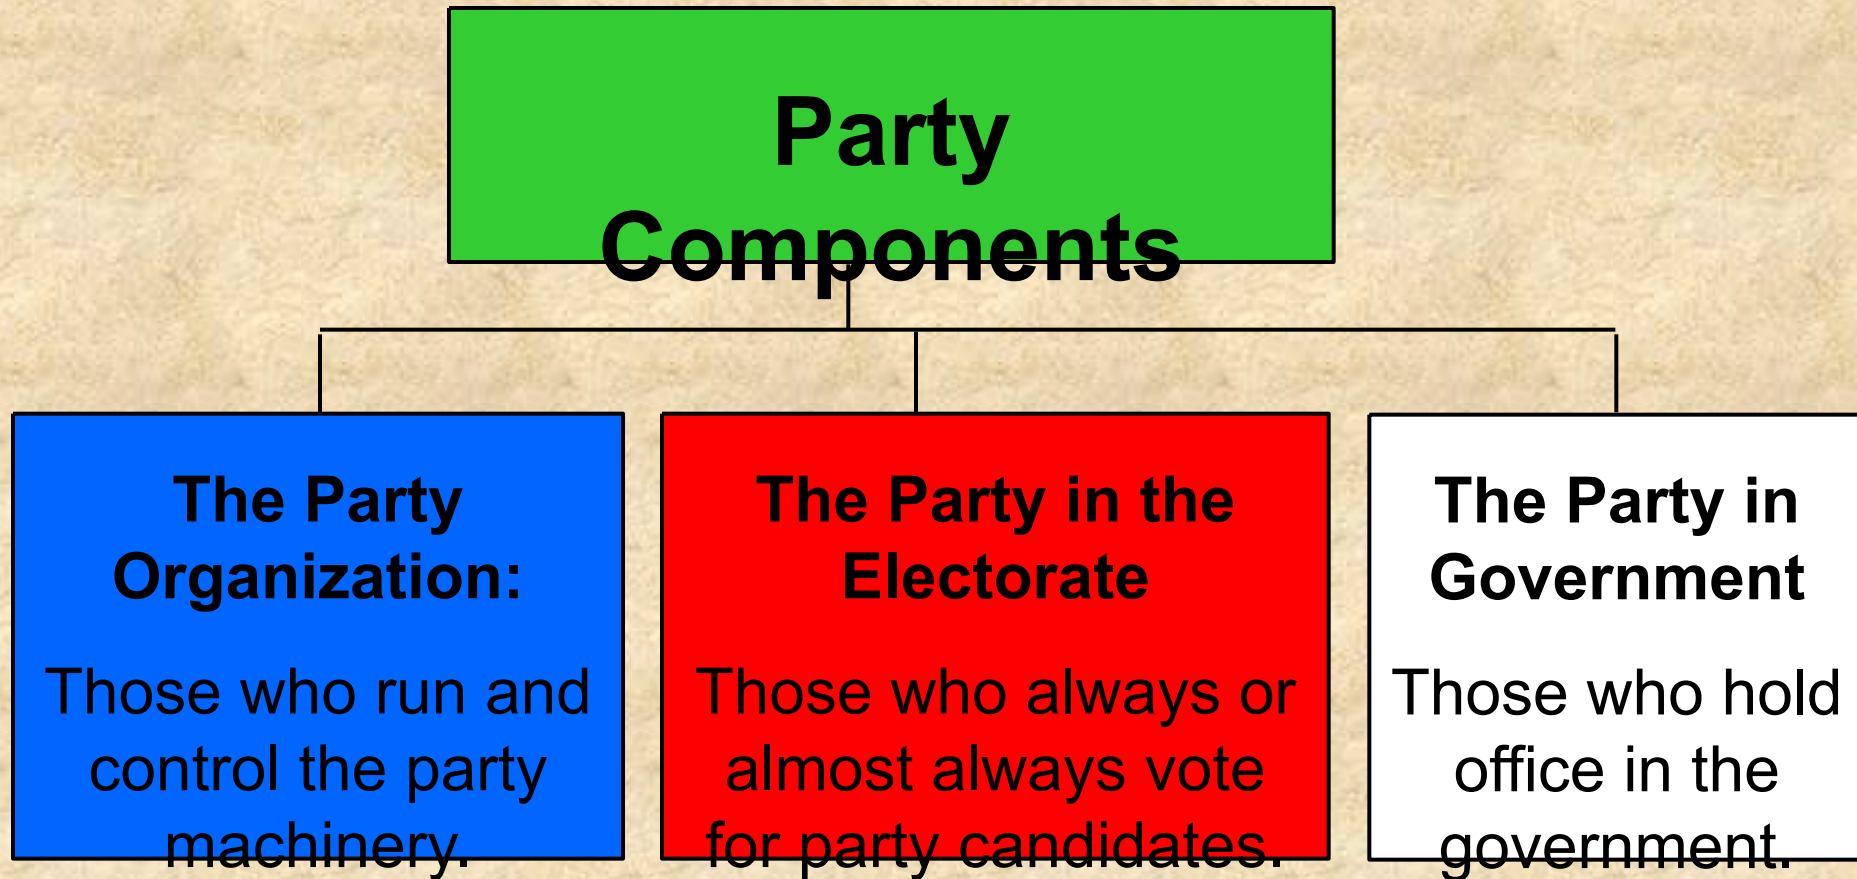 Party
Components
The Party
Organization:
Those who run and
control the party
machinery.
The Party in the
Electorate
Those who always or
almost always vote
for party candidates.
The Party in
Government
Those who hold
office in the
government.